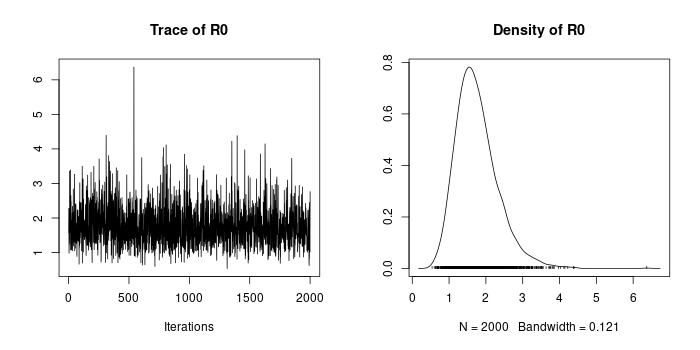 Trace of R0
6
5
4
3
2
1
0 500 1000 1500 2000
Iterations
Density of R0
0.8
0.6
0.4
0.2
0.0
0 1 2 3 4 5 6
N = 2000 Bandwidth = 0.121